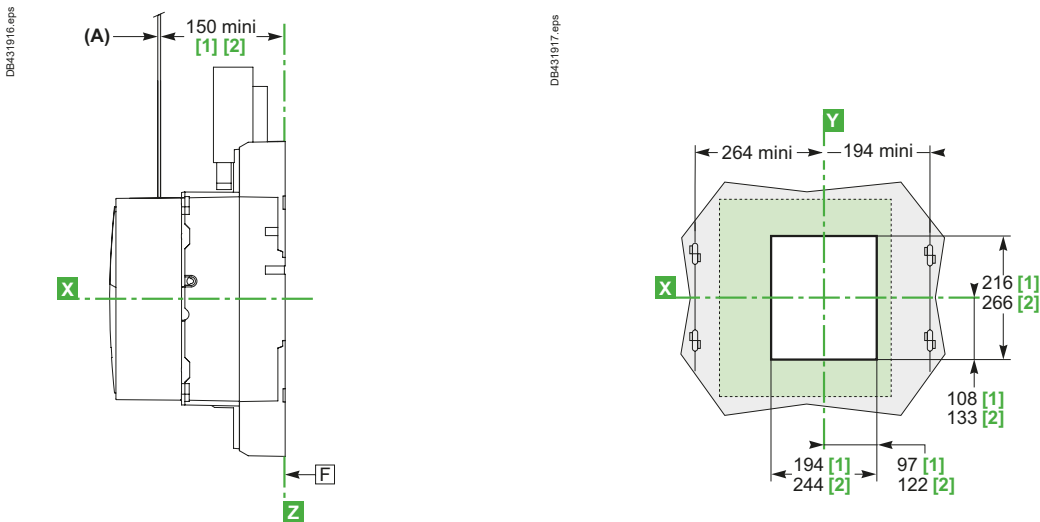 DB431916.eps
(A)
150 mini
[1] [2]
X
F
Z
DB431917.eps
Y
264 mini
194 mini
X
216 [1]
266 [2]
108 [1]
133 [2]
194 [1]
244 [2]
97 [1]
122 [2]